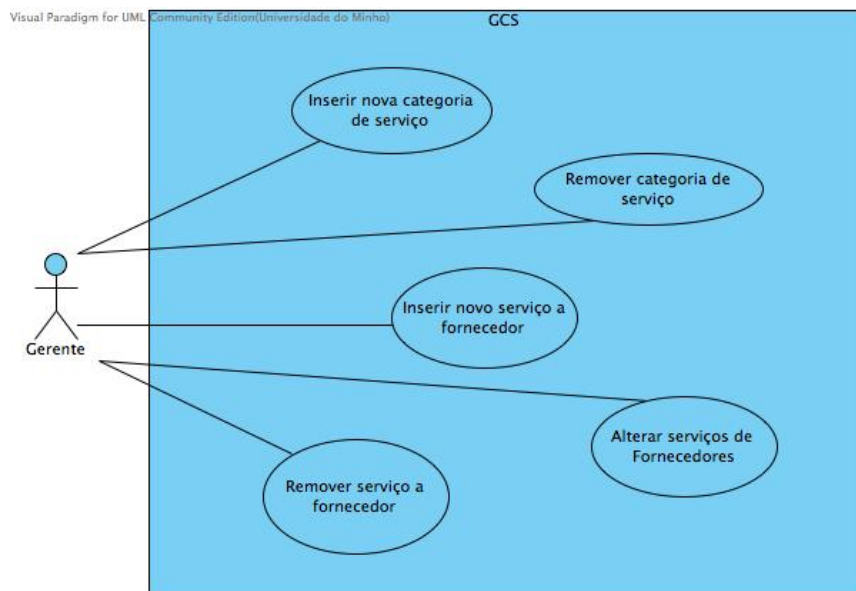 Visual Paradigm for UML Community Edition(Universidade do Minho)
GCS
Inserir nova categoria
de serviço
Remover categoria de
serviço
Inserir novo serviço a
fornecedor
Gerente
Alterar serviços de
Fornecedores
Remover serviço a
fornecedor